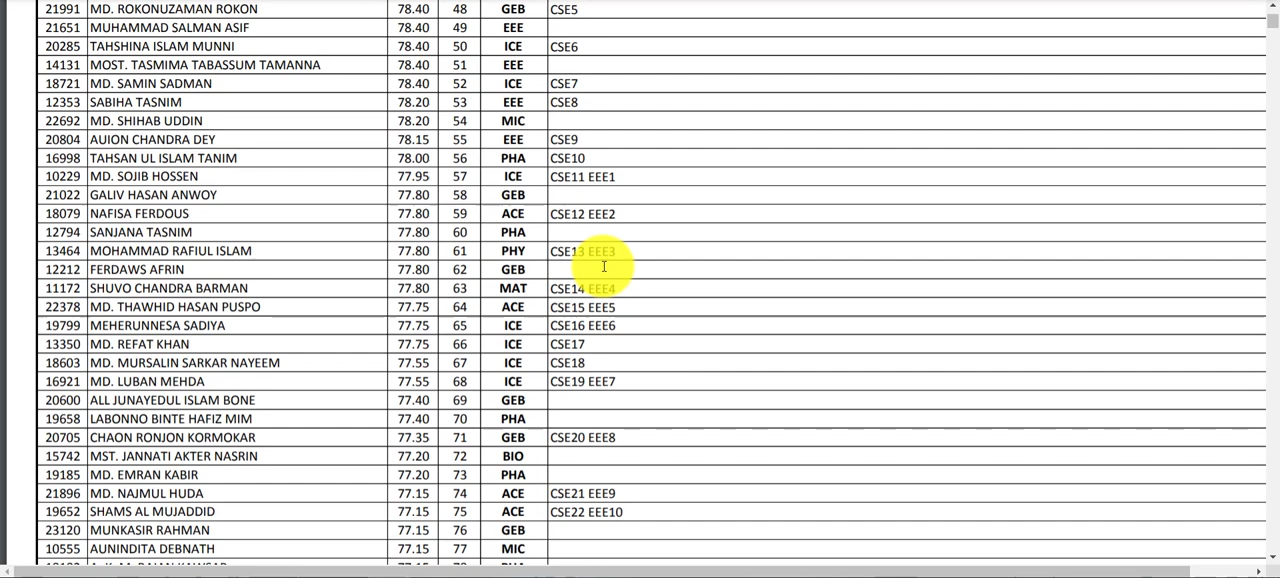 21991 MD. ROKONUZAMAN ROKON 78.40 48 GEB CSE5
21651 MUHAMMAD SALMAN ASIF 78.40 49 EEE
20285 TAHSHINA ISLAM MUNNI 78.40 50 ICE CSE6
14131 MOST. TASMIMA TABASSUM TAMANNA 78.40 51 EEE
18721 MD. SAMIN SADMAN 78.40 52 ICE CSE7
12353 SABIHA TASNIM 78.20 53 EEE CSE8
22692 MD. SHIHAB UDDIN 78.20 54 MIC
20804 AUION CHANDRA DEY 78.15 55 EEE CSE9
16998 TAHSAN UL ISLAM TANIM 78.00 56 PHA CSE10
10229 MD. SOJIB HOSSEN 77.95 57 ICE CSE11 EEE1
21022 GALIV HASAN ANWOY 77.80 58 GEB
18079 NAFISA FERDOUS 77.80 59 ACE CSE12 EEE2
12794 SANJANA TASNIM 77.80 60 PHA
13464 MOHAMMAD RAFIUL ISLAM 77.80 61 PHY CSE13 EEE3
12212 FERDAWS AFRIN 77.80 62 GEB
11172 SHUVO CHANDRA BARMAN 77.80 63 MAT CSE14 EEE4
22378 MD. THAWHID HASAN PUSPO 77.75 64 ACE CSE15 EEE5
19799 MEHERUNNESA SADIYA 77.75 65 ICE CSE16 EEE6
13350 MD. REFAT KHAN 77.75 66 ICE CSE17
18603 MD. MURSALIN SARKAR NAYEEM 77.55 67 ICE CSE18
16921 MD. LUBAN MEHDA 77.55 68 ICE CSE19 EEE7
20600 ALL JUNAYEDUL ISLAM BONE 77.40 69 GEB
19658 LABONNO BINTE HAFIZ MIM 77.40 70 PHA
20705 CHAON RONJON KORMOKAR 77.35 71 GEB CSE20 EEE8
15742 MST. JANNATI AKTER NASRIN 77.20 72 BIO
19185 MD. EMRAN KABIR 77.20 73 PHA
21896 MD. NAJMUL HUDA 77.15 74 ACE CSE21 EEE9
19652 SHAMS AL MUJADDID 77.15 75 ACE CSE22 EEE10
23120 MUNKASIR RAHMAN 77.15 76 GEB
10555 AUNINDITA DEBNATH 77.15 77 MIC